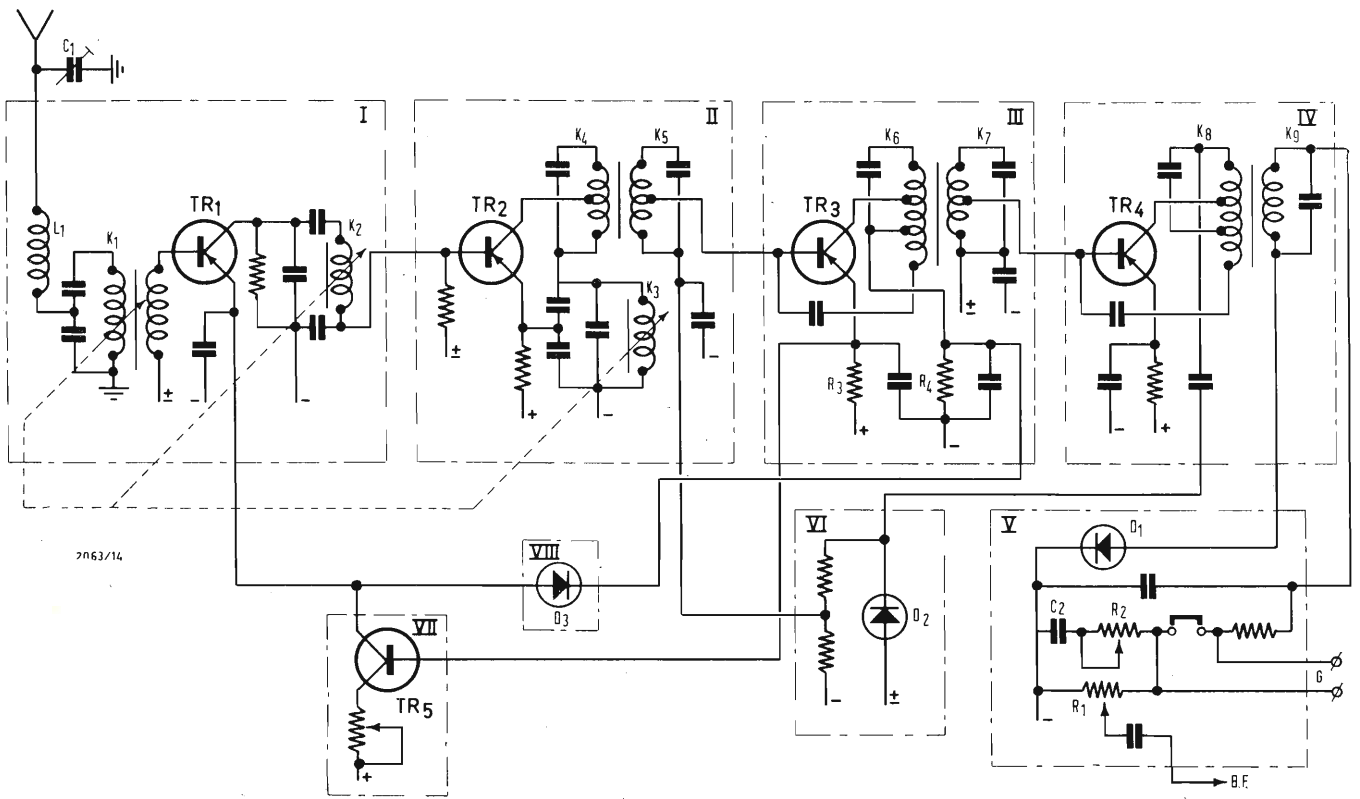 C1
I
II
III
IV
K4
K5
K6
K7
K8
K9
TR1
TR2
TR3
TR4
L1
K1
K2
K3
±
±
-
-
+
-
-
±
-
R3
R4
+
-
-
+
2063/14
VIII
D3
VII
TR5
+
VI
D2
-
±
V
D1
C2
R2
R1
G
-
B.F.